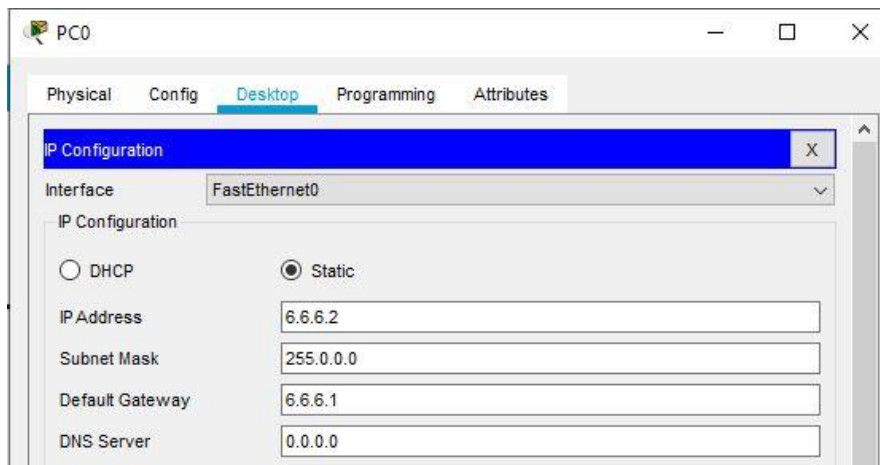 PC0
Physical Config Desktop Programming Attributes
IP Configuration X
Interface FastEthernet0
IP Configuration
DHCP Static
IP Address 6.6.6.2
Subnet Mask 255.0.0.0
Default Gateway 6.6.6.1
DNS Server 0.0.0.0